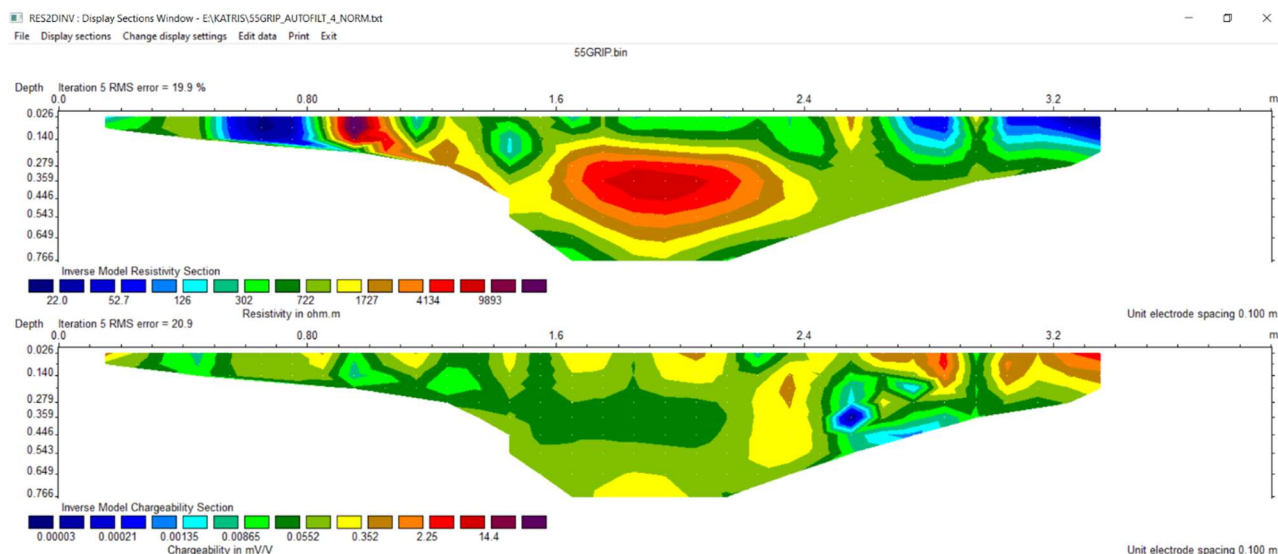 RES2DINV : Display Sections Window - E:\KATRIS\55GRIP_AUTOFILT_4_NORM.txt
File Display sections Change display settings Edit data Print Exit
55GRIP.bin
Depth Iteration 5 RMS error = 19.9 %
0.0 0.80 1.6 2.4 3.2 m
0.026
0.140
0.279
0.359
0.446
0.543
0.649
0.766
Inverse Model Resistivity Section
22.0 52.7 126 302 722 1727 4134 9893
Resistivity in ohm.m Unit electrode spacing 0.100 m
Depth Iteration 5 RMS error = 20.9
0.0 0.80 1.6 2.4 3.2 m
0.026
0.140
0.279
0.359
0.446
0.543
0.649
0.766
Inverse Model Chargeability Section
0.00003 0.00021 0.00135 0.00865 0.0552 0.352 2.25 14.4
Chargeability in mV/V Unit electrode spacing 0.100 m